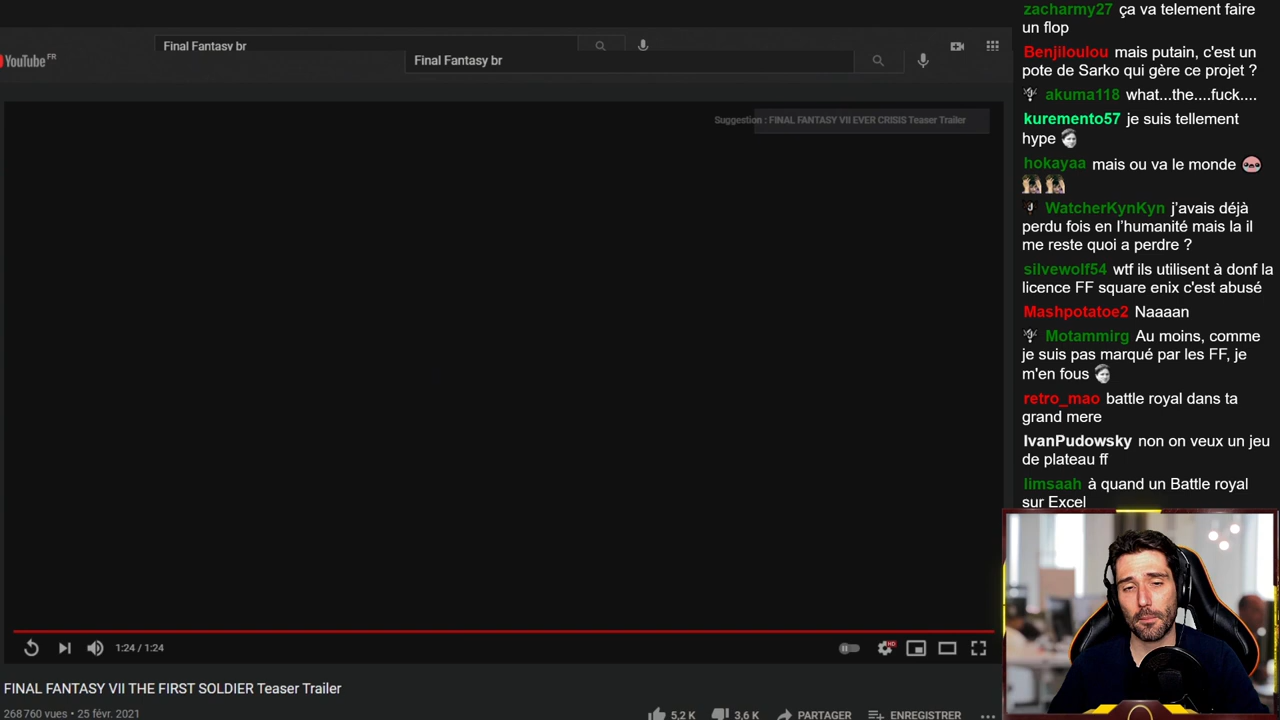 YouTube FR
Final Fantasy br
Final Fantasy br
Suggestion : FINAL FANTASY VII EVER CRISIS Teaser Trailer
1:24 / 1:24
HD
FINAL FANTASY VII THE FIRST SOLDIER Teaser Trailer
268 760 vues • 25 févr. 2021
5,2 K
3,6 K
PARTAGER
ENREGISTRER
zacharmy27 ça va telement faire
un flop
Benjiloulou mais putain, c'est un
pote de Sarko qui gère ce projet ?
akuma118 what...the....fuck....
kuremento57 je suis tellement
hype
hokayaa mais ou va le monde
WatcherKynKyn j'avais déjà
perdu fois en l'humanité mais la il
me reste quoi a perdre ?
silvewolf54 wtf ils utilisent à donf la
licence FF square enix c'est abusé
Mashpotatoe2 Naaaan
Motammirg Au moins, comme
je suis pas marqué par les FF, je
m'en fous
retro_mao battle royal dans ta
grand mere
IvanPudowsky non on veux un jeu
de plateau ff
limsaah à quand un Battle royal
sur Excel